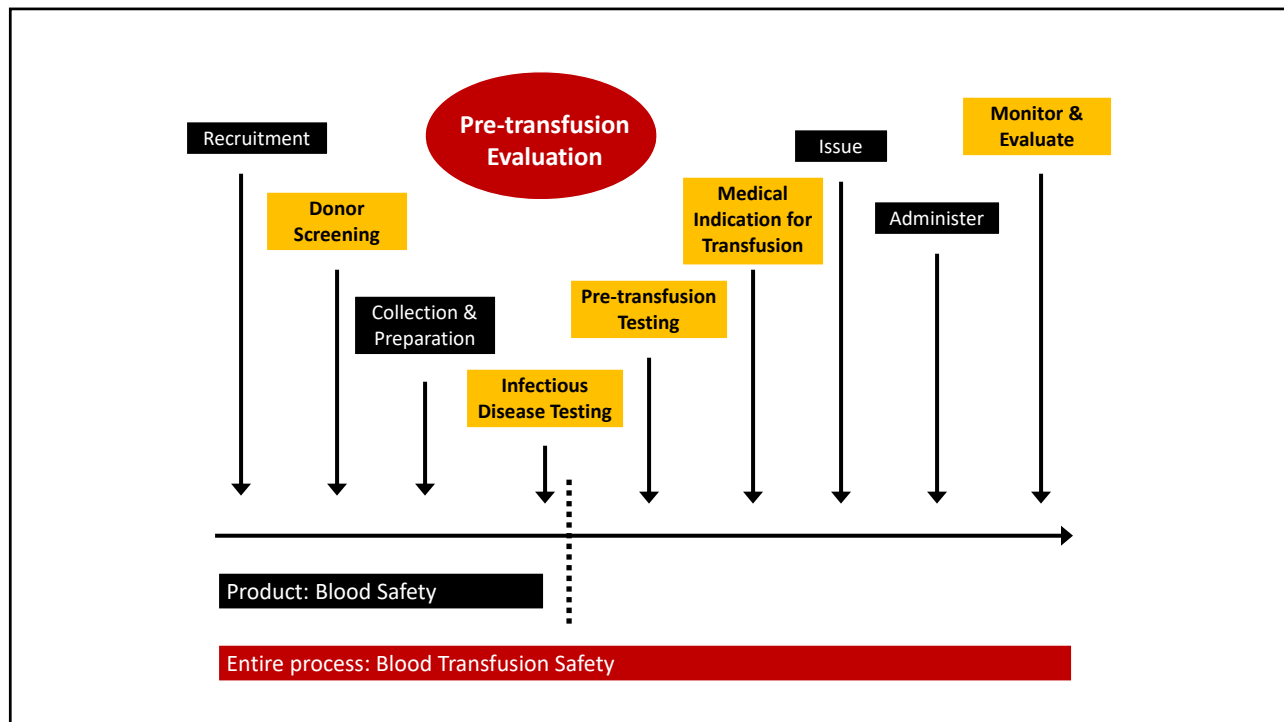 Recruitment
Donor
Screening
Collection &
Preparation
Pre-transfusion
Evaluation
Infectious
Disease Testing
Pre-transfusion
Testing
Medical
Indication for
Transfusion
Issue
Administer
Monitor &
Evaluate
Product: Blood Safety
Entire process: Blood Transfusion Safety